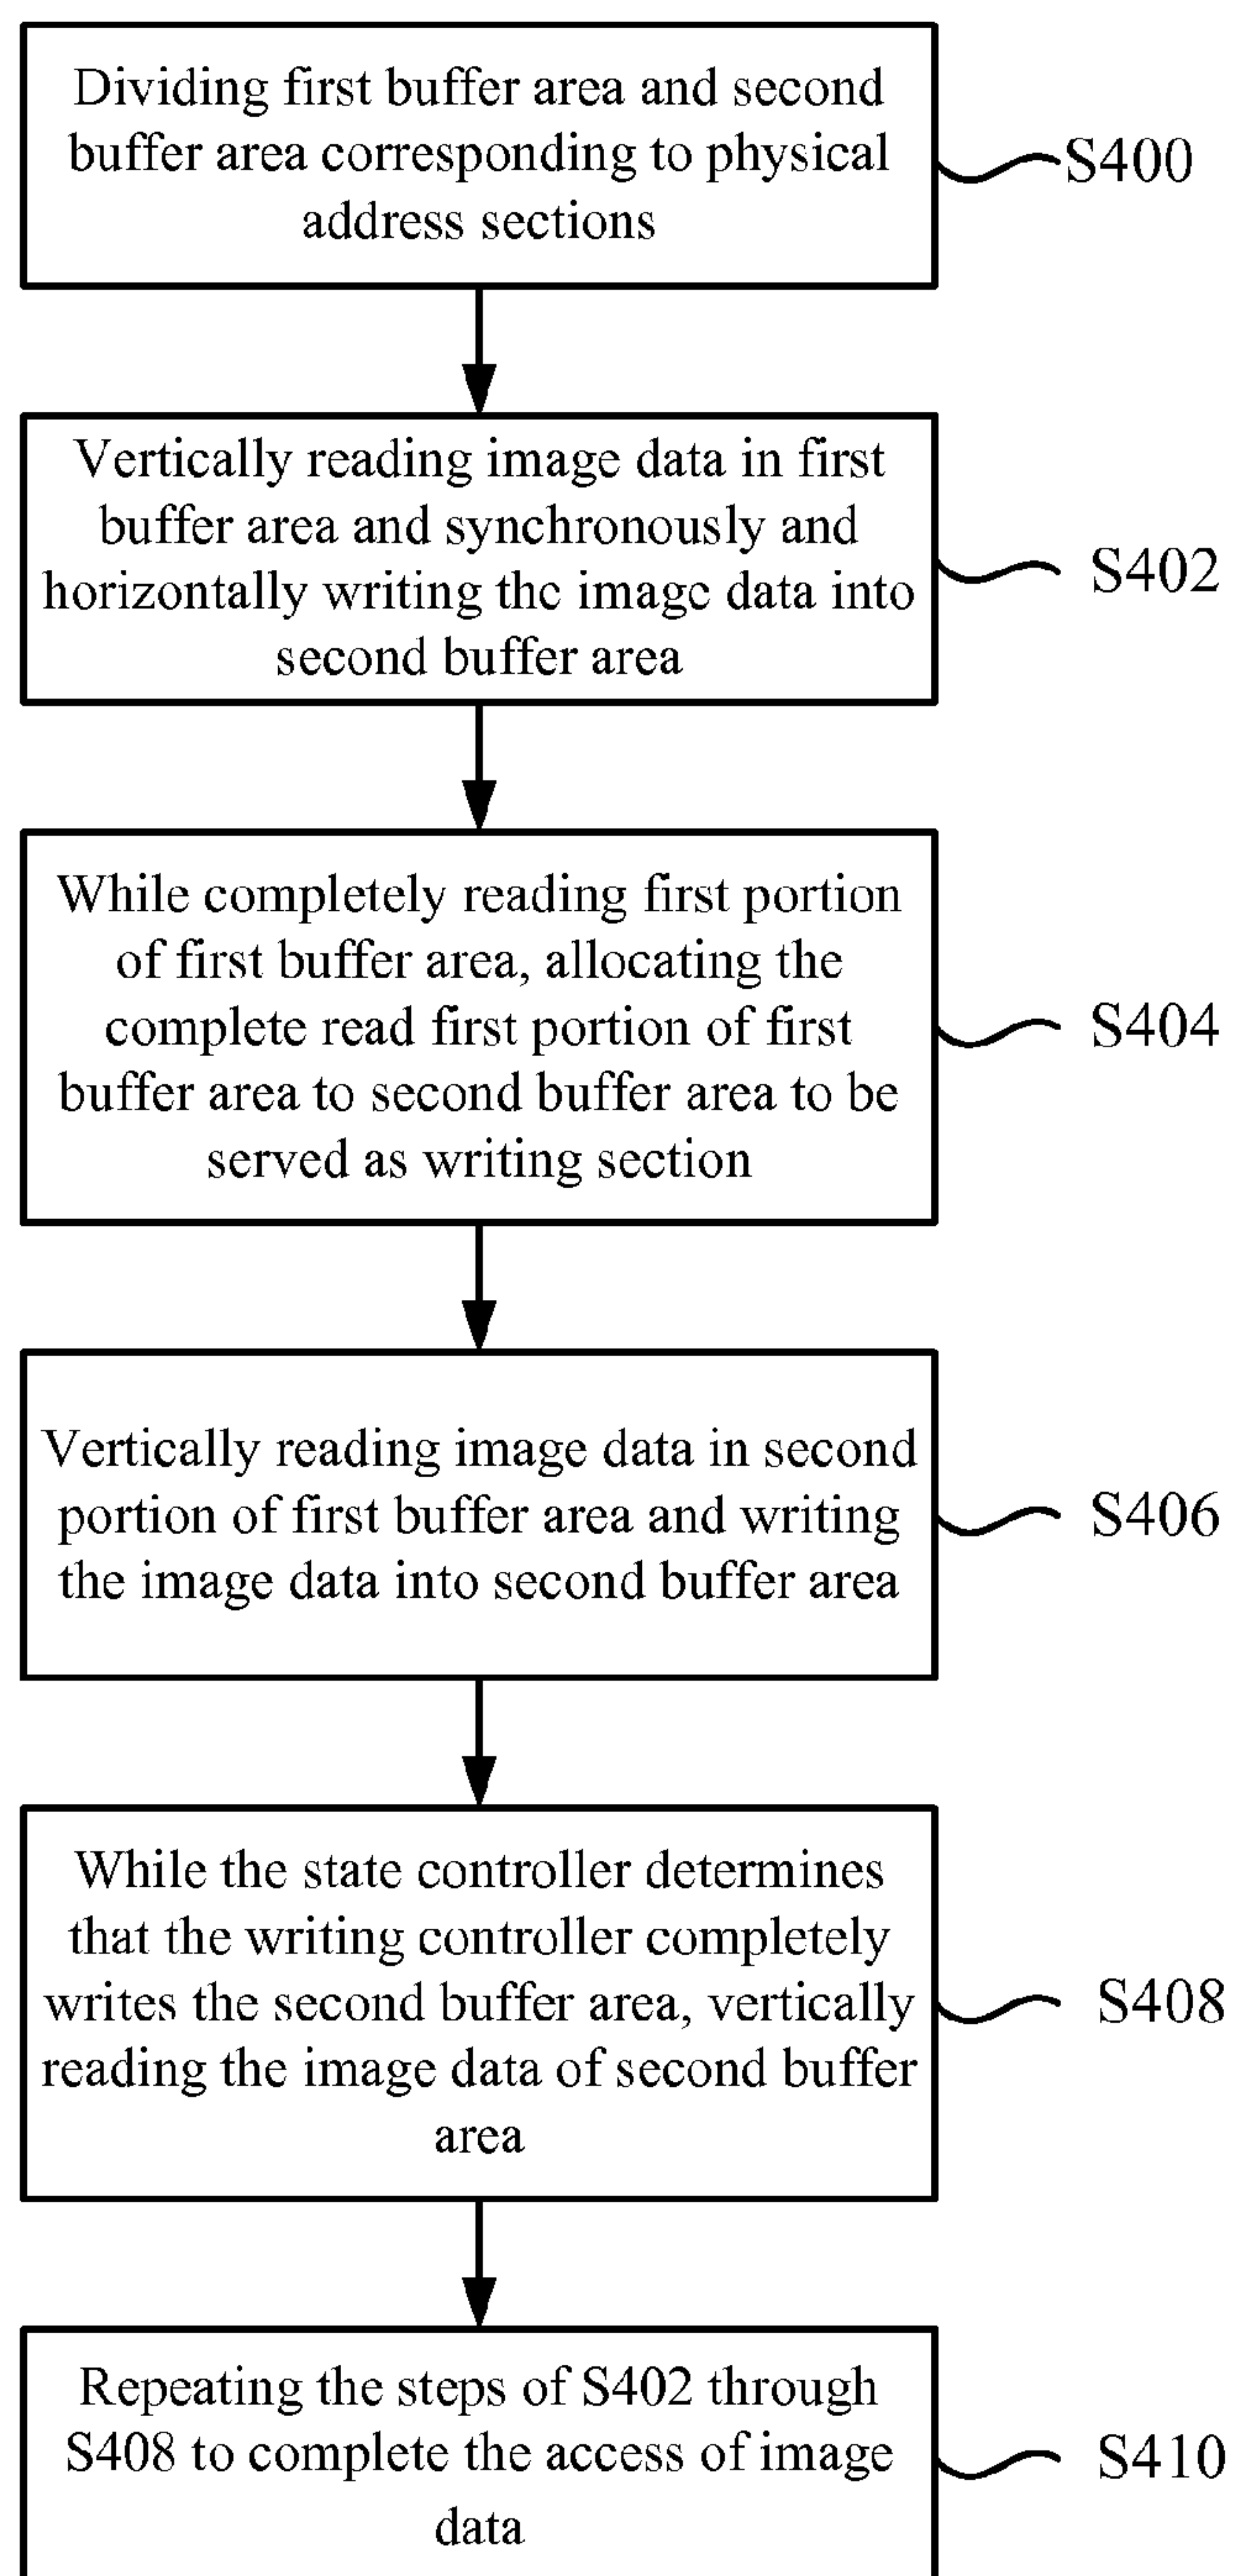 Dividing first buffer area and second
buffer area corresponding to physical
address sections
S400
Vertically reading image data in first
buffer area and synchronously and
horizontally writing the image data into
second buffer area
S402
While completely reading first portion
of first buffer area, allocating the
complete read first portion of first
buffer area to second buffer area to be
served as writing section
S404
Vertically reading image data in second
portion of first buffer area and writing
the image data into second buffer area
S406
While the state controller determines
that the writing controller completely
writes the second buffer area, vertically
reading the image data of second buffer
area
S408
Repeating the steps of S402 through
S408 to complete the access of image
data
S410